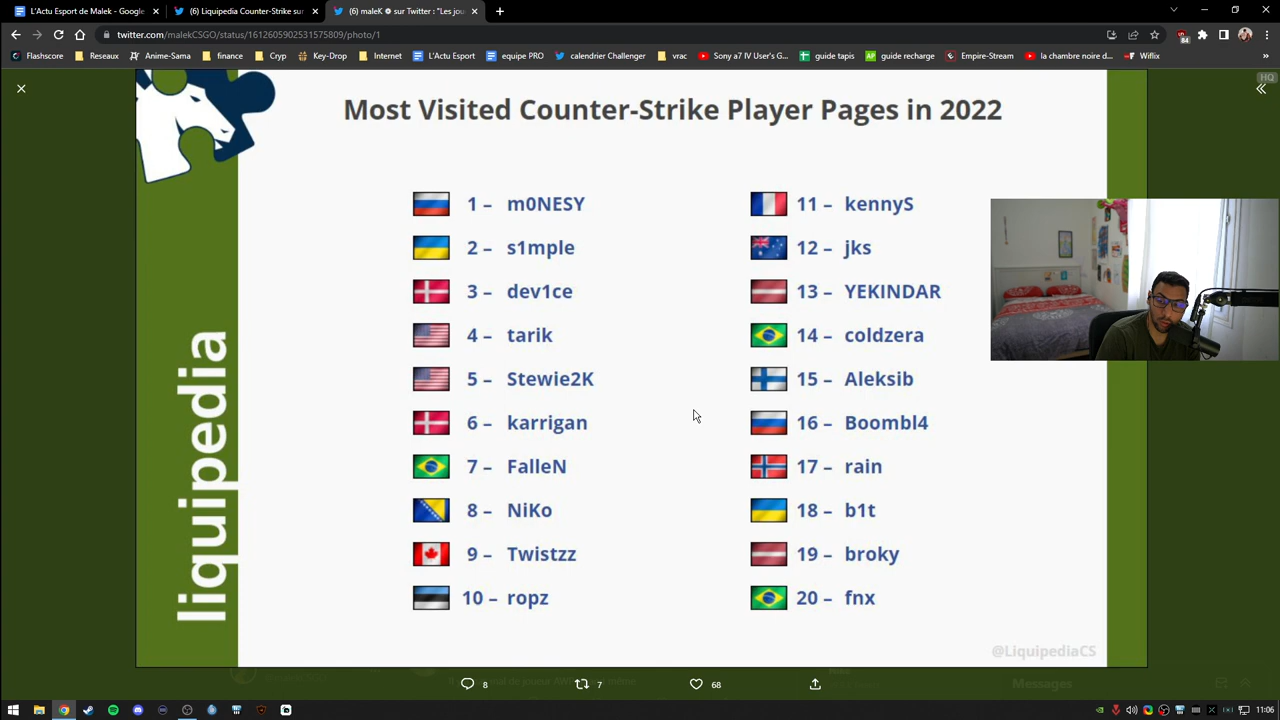 L'Actu Esport de Malek - Google
(6) Liquipedia Counter-Strike sur
(6) maleK sur Twitter : "Les jou
twitter.com/malekCSGO/status/1612605902531575809/photo/1
Flashscore
Reseaux
Anime-Sama
finance
Cryp
Key-Drop
Internet
L'Actu Esport
equipe PRO
calendrier Challenger
vrac
Sony a7 IV User's G...
guide tapis
guide recharge
Empire-Stream
la chambre noire d...
Wiflix
HQ
Most Visited Counter-Strike Player Pages in 2022
1 – m0NESY
2 – s1mple
3 – dev1ce
4 – tarik
5 – Stewie2K
6 – karrigan
7 – FalleN
8 – NiKo
9 – Twistzz
10 – ropz
11 – kennyS
12 – jks
13 – YEKINDAR
14 – coldzera
15 – Aleksib
16 – Boombl4
17 – rain
18 – b1t
19 – broky
20 – fnx
liquipedia
@LiquipediaCS
Messages
8
7
68
11:06